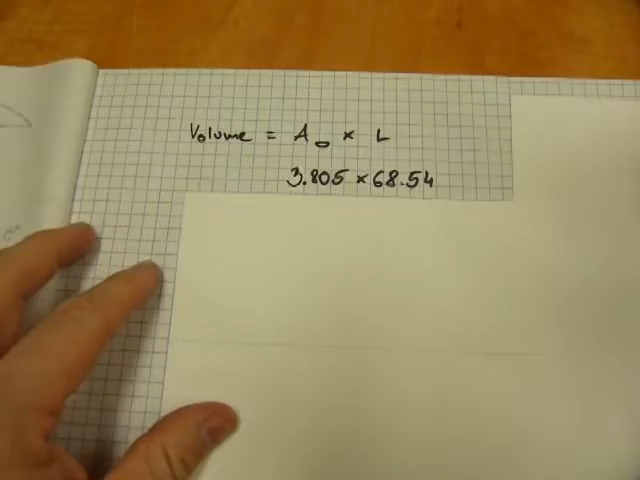 Volume = A × L
3.805 × 68.54